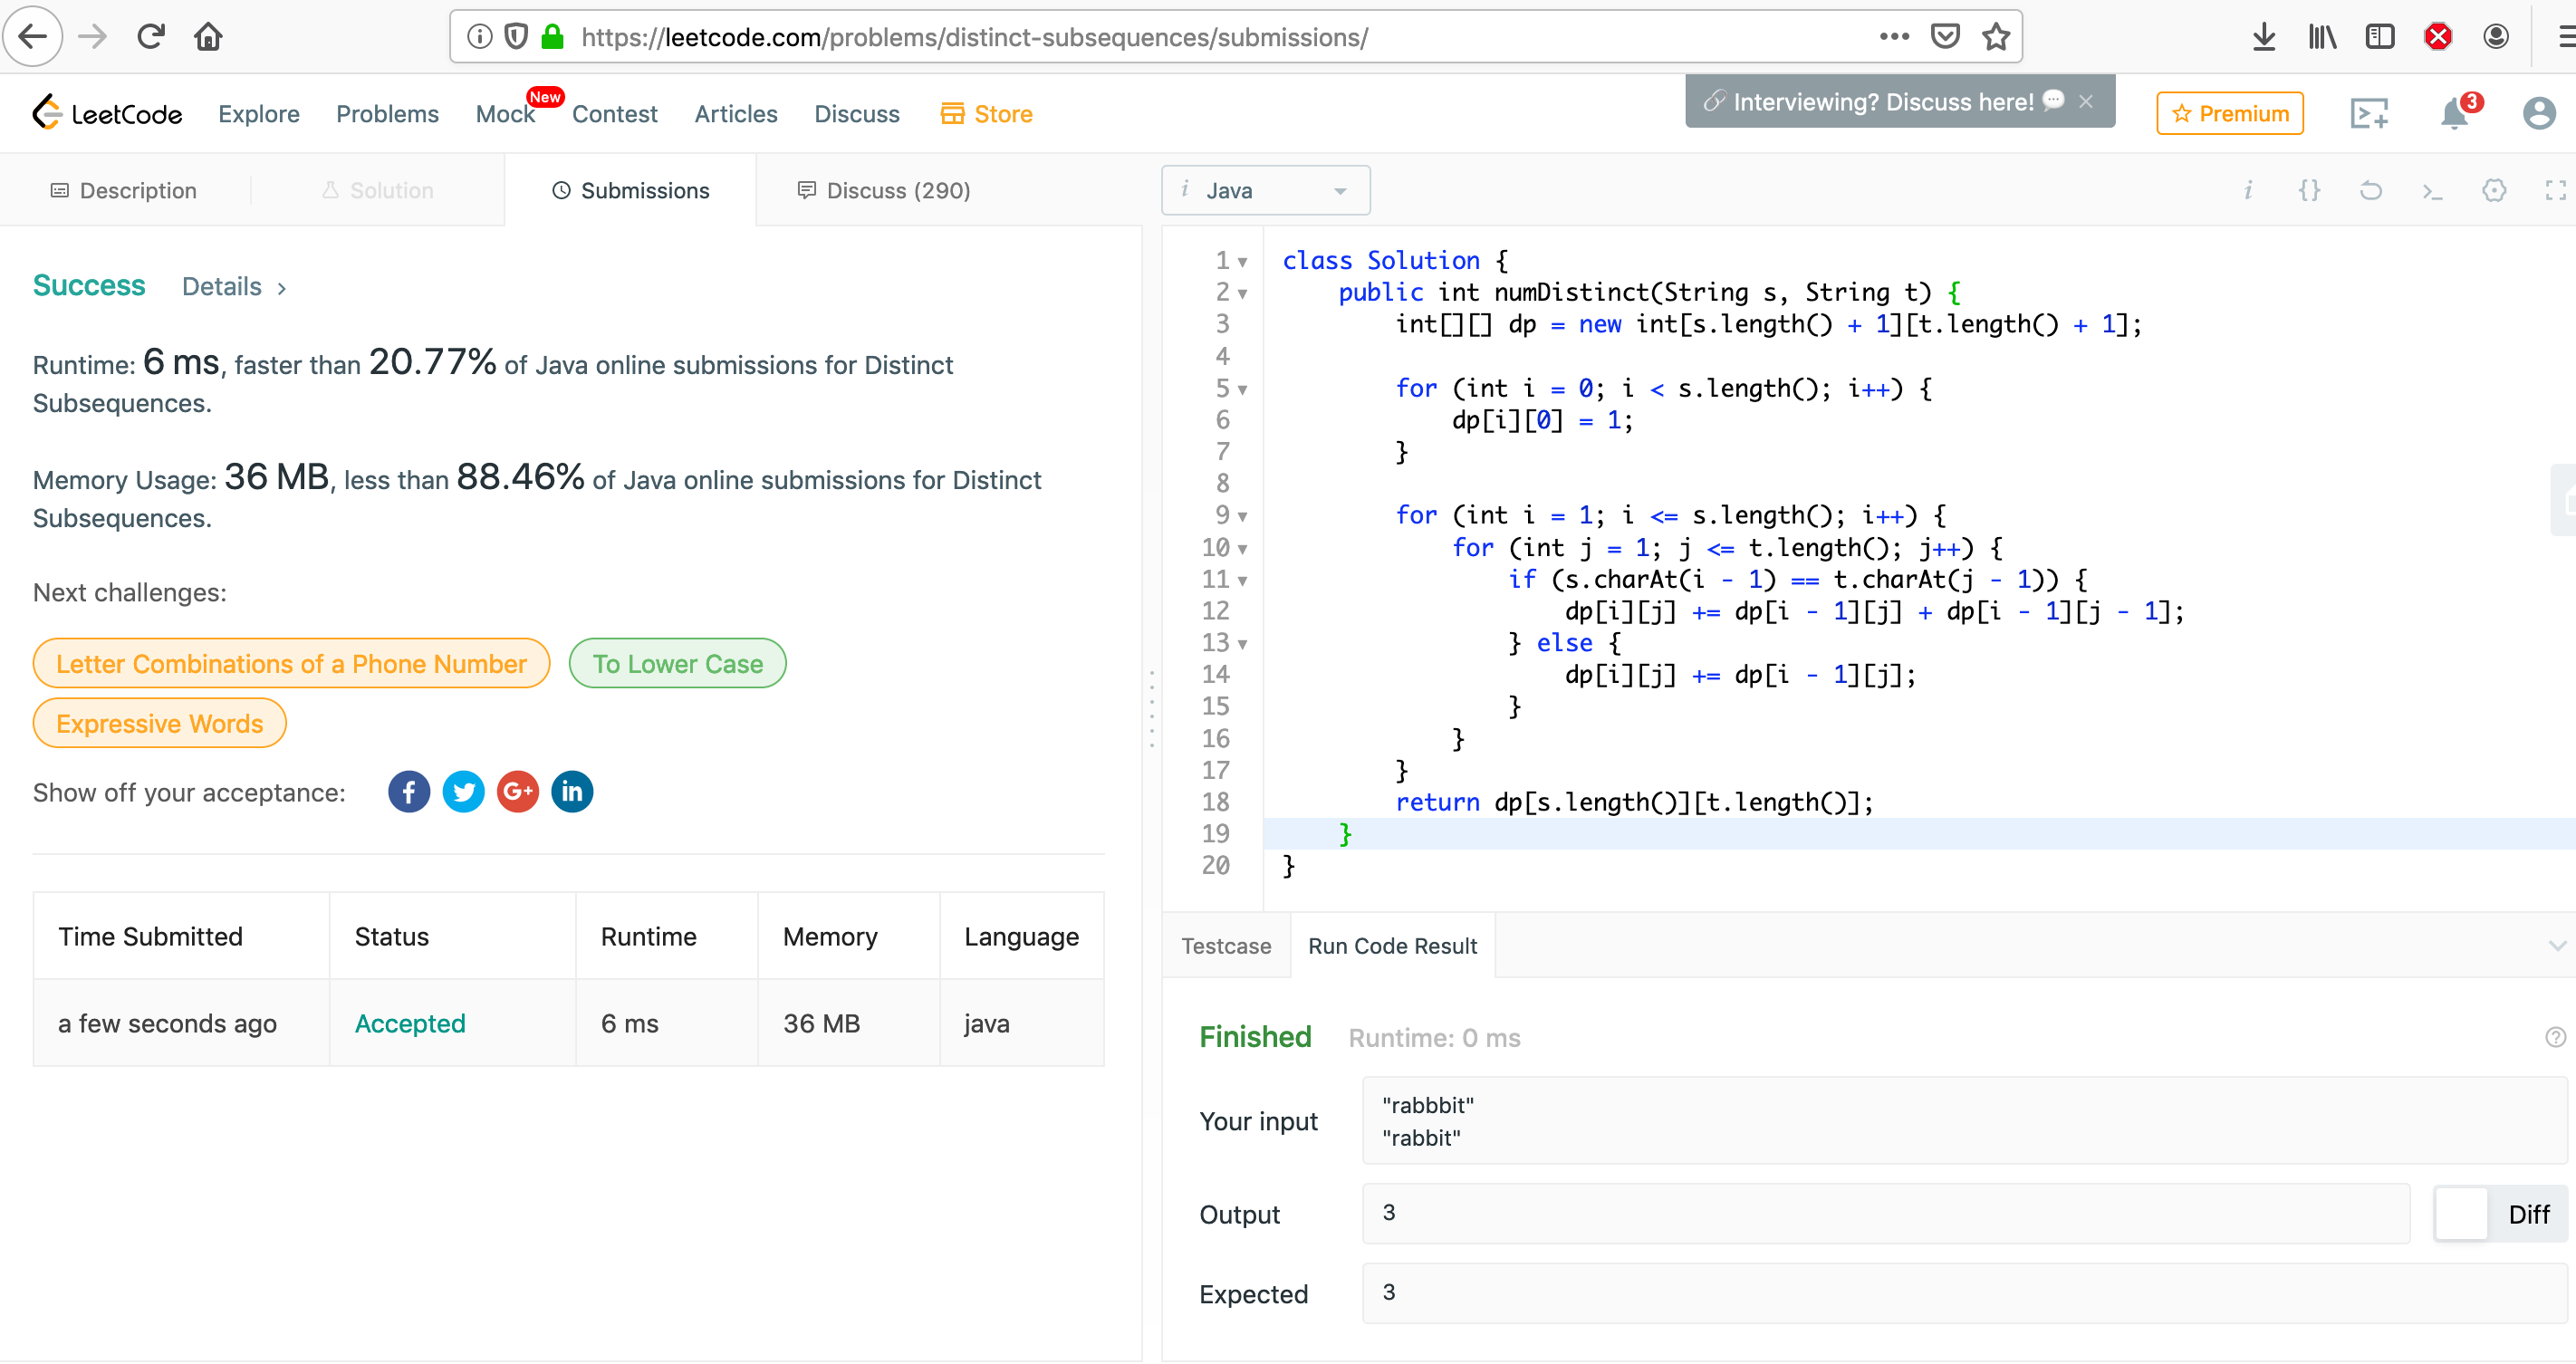 https://leetcode.com/problems/distinct-subsequences/submissions/
LeetCode
Explore
Problems
Mock
New
Contest
Articles
Discuss
Store
Interviewing? Discuss here!
Premium
3
Description
Solution
Submissions
Discuss (290)
i Java
Success
Details >
Runtime: 6 ms, faster than 20.77% of Java online submissions for Distinct
Subsequences.
Memory Usage: 36 MB, less than 88.46% of Java online submissions for Distinct
Subsequences.
Next challenges:
Letter Combinations of a Phone Number
To Lower Case
Expressive Words
Show off your acceptance:
Time Submitted Status Runtime Memory Language
a few seconds ago Accepted 6 ms 36 MB java
1 class Solution {
2     public int numDistinct(String s, String t) {
3         int[][] dp = new int[s.length() + 1][t.length() + 1];
4
5         for (int i = 0; i < s.length(); i++) {
6             dp[i][0] = 1;
7         }
8
9         for (int i = 1; i <= s.length(); i++) {
10             for (int j = 1; j <= t.length(); j++) {
11                 if (s.charAt(i - 1) == t.charAt(j - 1)) {
12                     dp[i][j] += dp[i - 1][j] + dp[i - 1][j - 1];
13                 } else {
14                     dp[i][j] += dp[i - 1][j];
15                 }
16             }
17         }
18         return dp[s.length()][t.length()];
19     }
20 }
Testcase
Run Code Result
Finished
Runtime: 0 ms
Your input
"rabbbit"
"rabbit"
Output
3
Diff
Expected
3